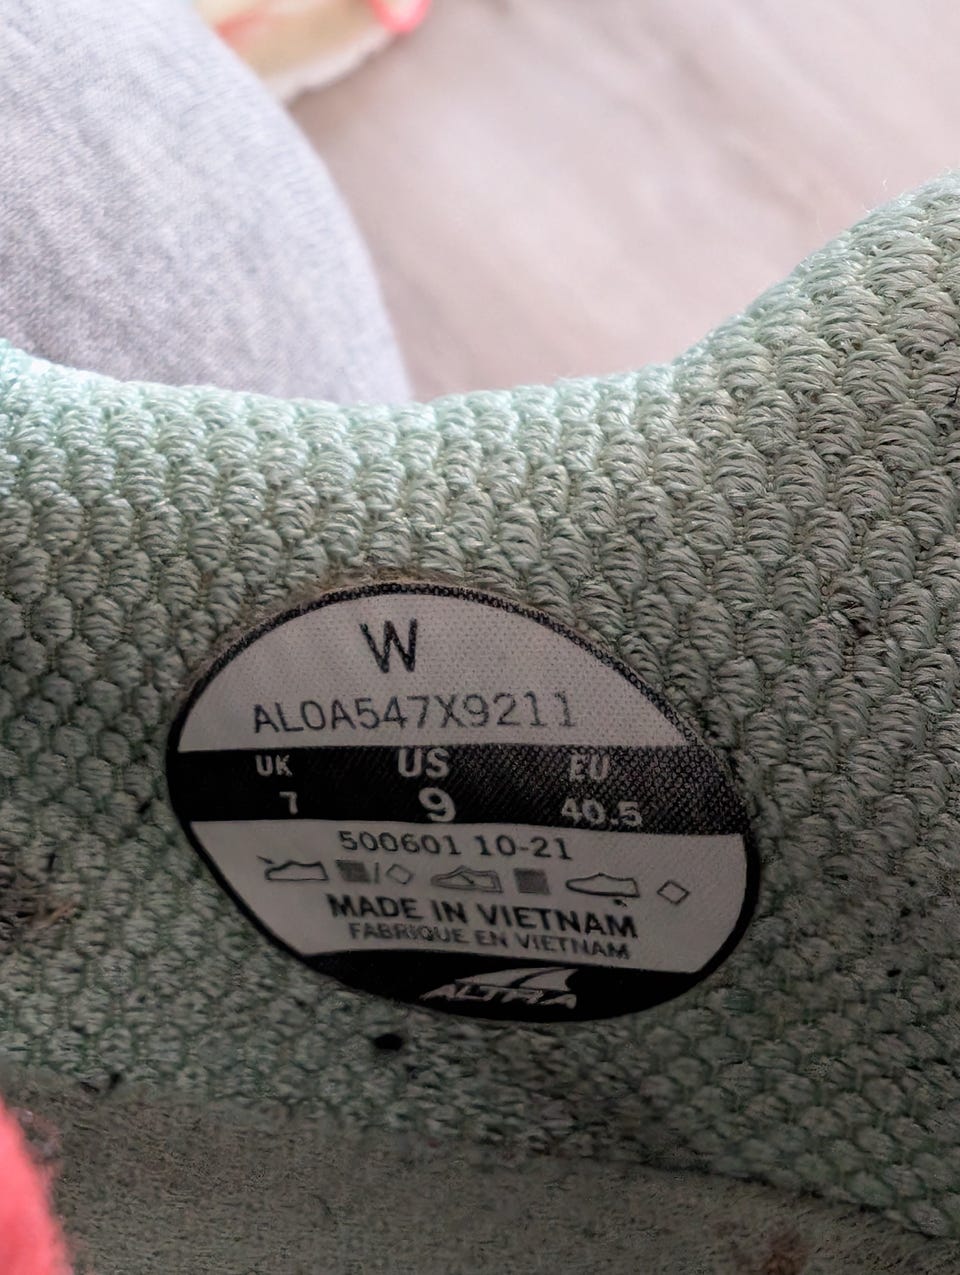 W
AL0A547X9211
UK US EU
7 9 40.5
500601 10-21
MADE IN VIETNAM
FABRIQUE EN VIETNAM
ALTRA